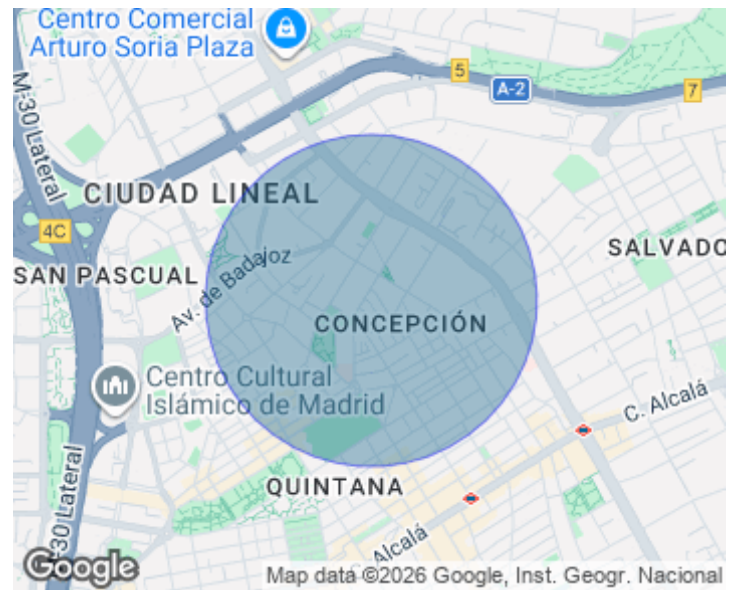 Centro Comercial
Arturo Soria Plaza
M-30 Lateral
5
A-2
7
CIUDAD LINEAL
4C
SALVADO
SAN PASCUAL
Av. de Badajoz
CONCEPCIÓN
Centro Cultural
Islámico de Madrid
C. Alcalá
QUINTANA
-30 Lateral
C. Alcalá
Google
Map data ©2026 Google, Inst. Geogr. Nacional